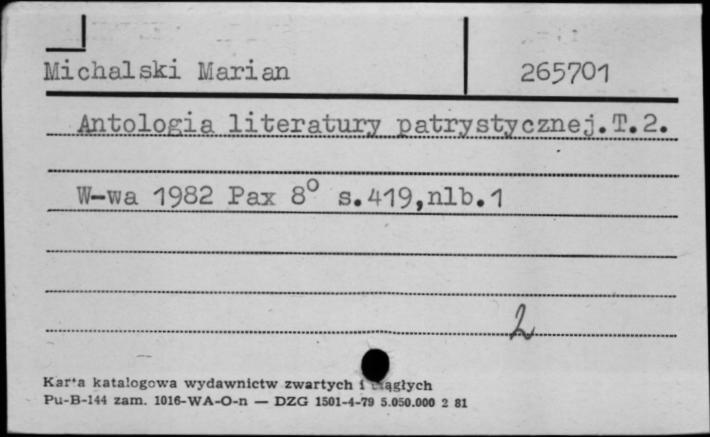 Michalski Marian 265701
Antologia literatury patrystycznej.T.2.
W-wa 1982 Pax 8° s.419,nlb.1
2
Karta katalogowa wydawnictw zwartych i ciągłych
Pu-B-144 zam. 1016-WA-O-n — DZG 1501-4-79 5.050.000 2 81